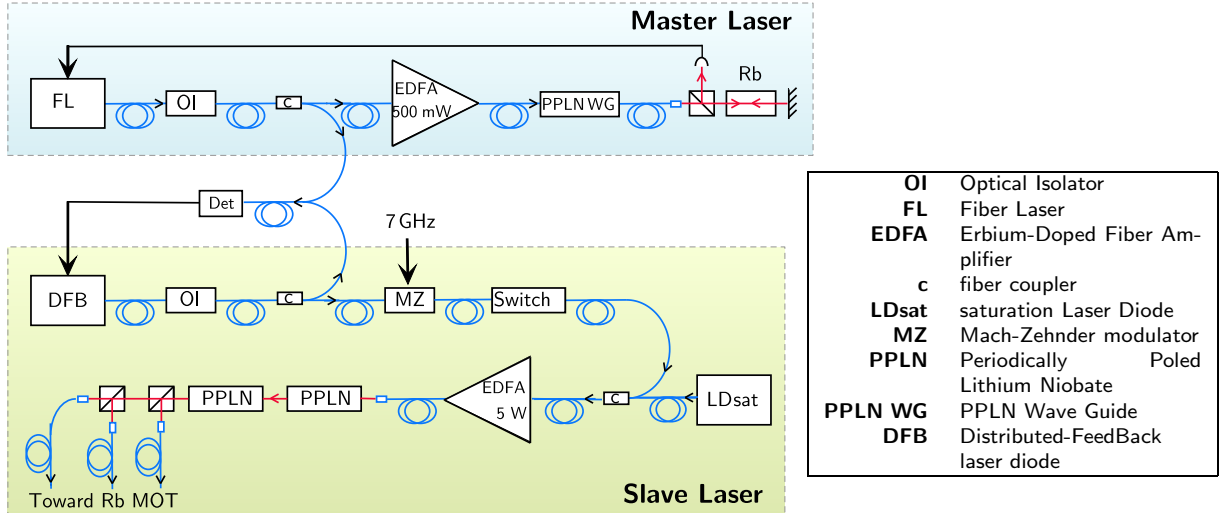 Master Laser
FL
OI
c
EDFA
500 mW
PPLN WG
Rb
Det
7 GHz
DFB
OI
c
MZ
Switch
PPLN
PPLN
EDFA
5 W
c
LDsat
Toward Rb MOT
Slave Laser
OI Optical Isolator
FL Fiber Laser
EDFA Erbium-Doped Fiber Am-
plifier
c fiber coupler
LDsat saturation Laser Diode
MZ Mach-Zehnder modulator
PPLN Periodically Poled
Lithium Niobate
PPLN WG PPLN Wave Guide
DFB Distributed-FeedBack
laser diode